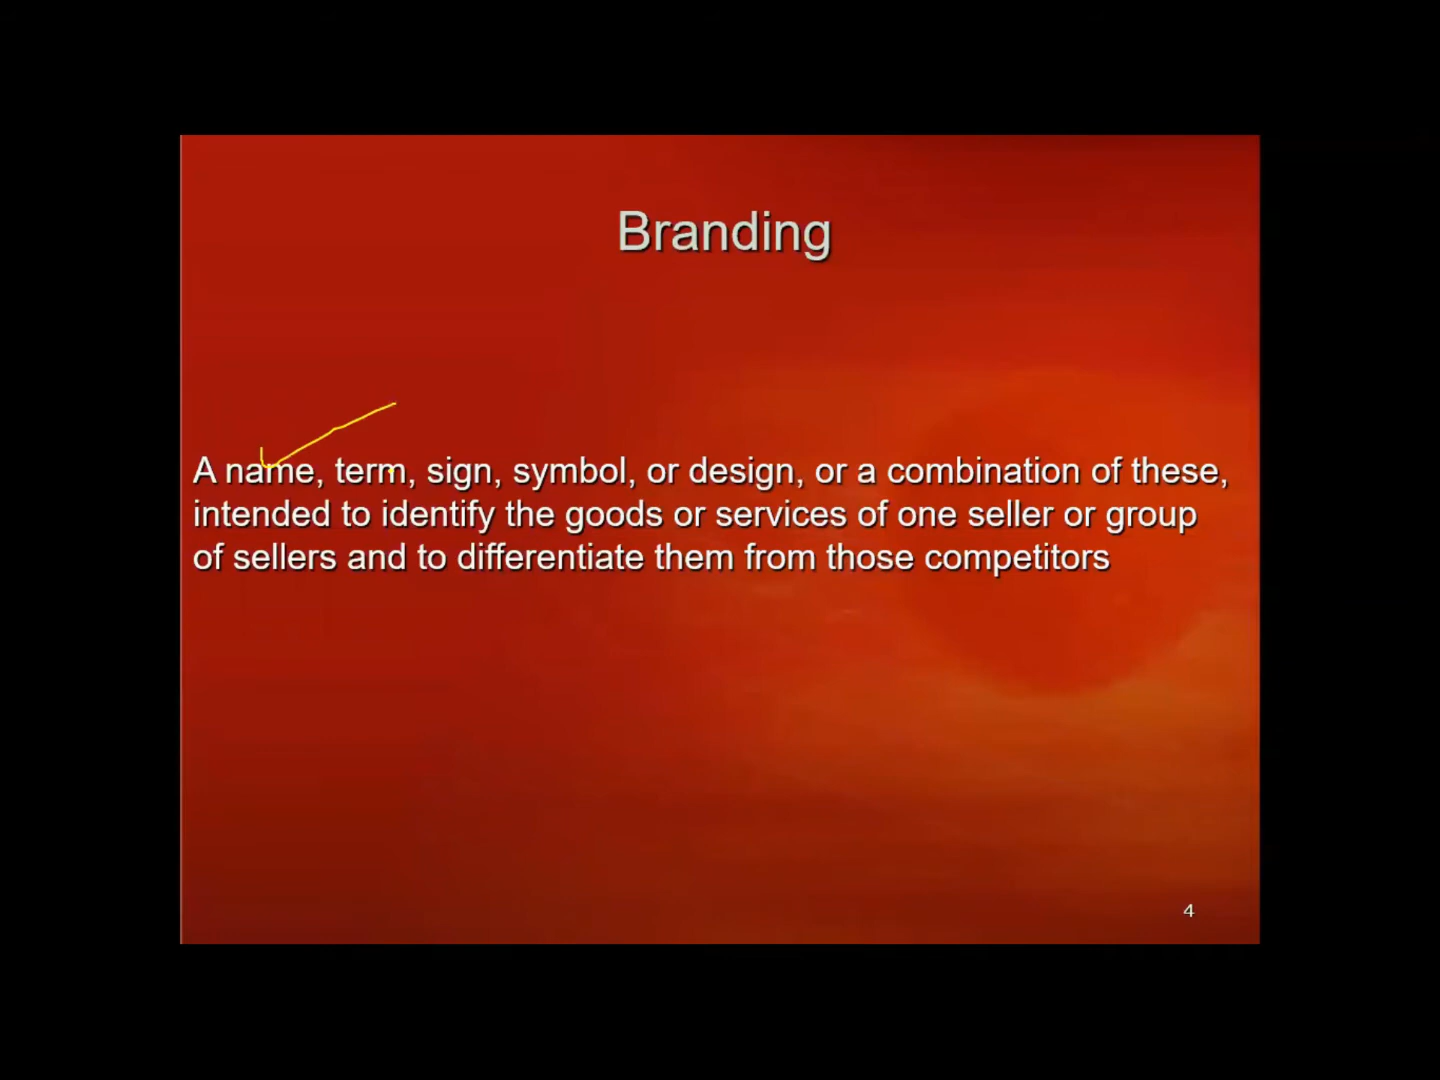 Branding
A name, term, sign, symbol, or design, or a combination of these,
intended to identify the goods or services of one seller or group
of sellers and to differentiate them from those competitors
4